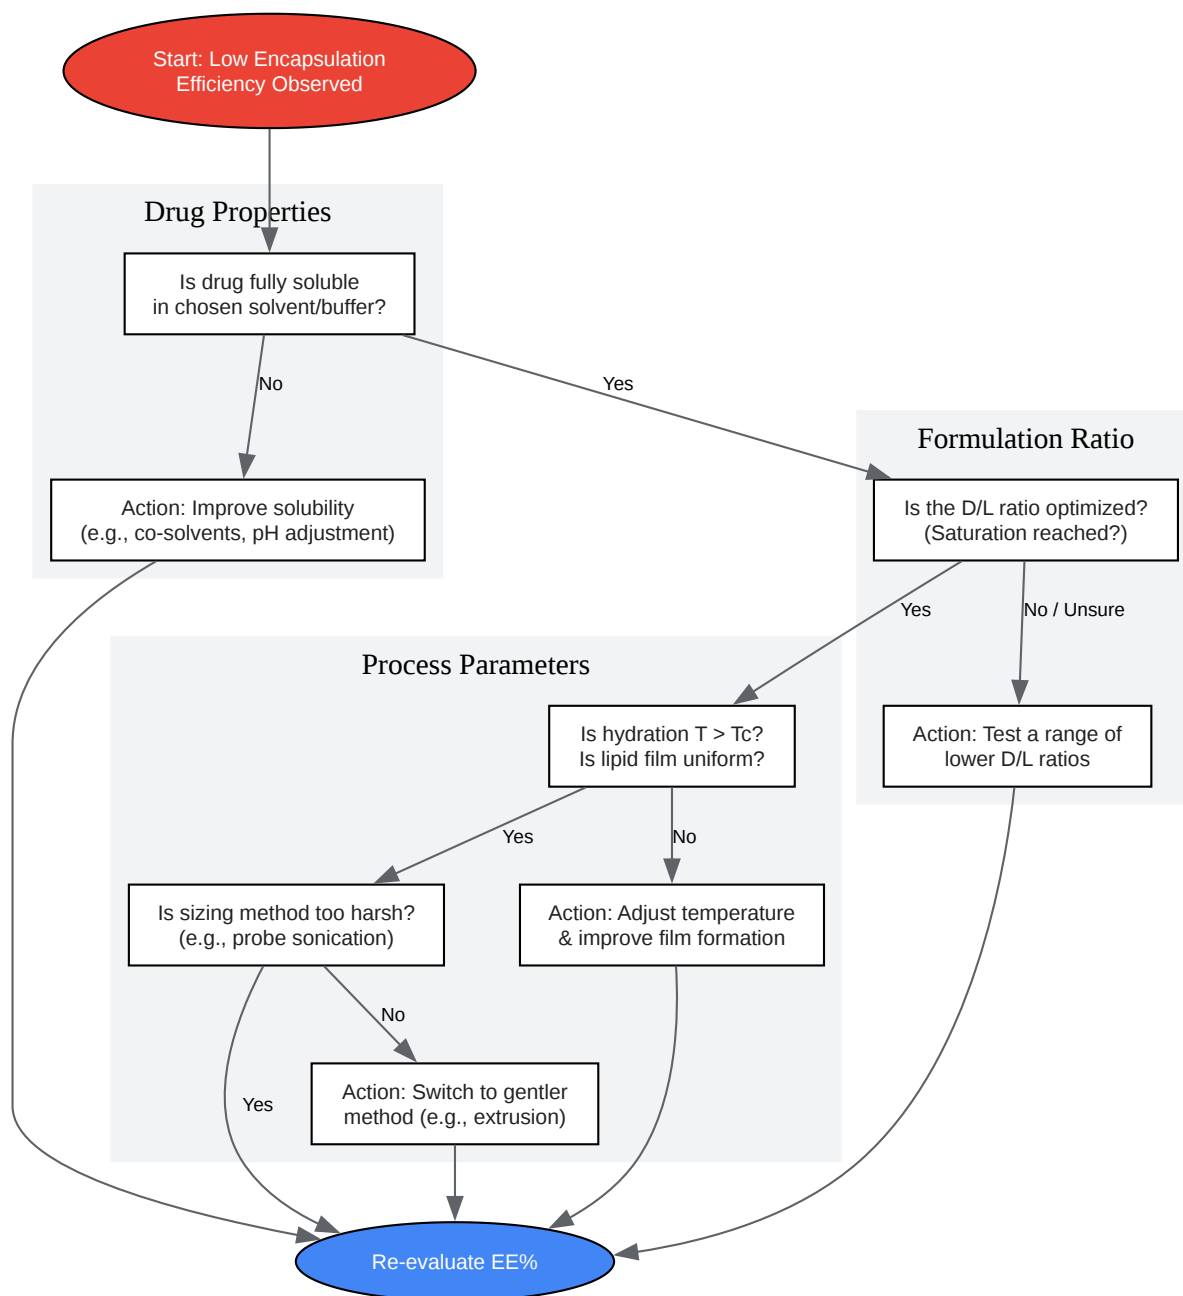 Start: Low Encapsulation
Efficiency Observed
Drug Properties
Is drug fully soluble
in chosen solvent/buffer?
No
Yes
Action: Improve solubility
(e.g., co-solvents, pH adjustment)
Formulation Ratio
Is the D/L ratio optimized?
(Saturation reached?)
Yes
No / Unsure
Action: Test a range of
lower D/L ratios
Process Parameters
Is hydration T > Tc?
Is lipid film uniform?
Yes
No
Is sizing method too harsh?
(e.g., probe sonication)
Action: Adjust temperature
& improve film formation
No
Yes
Action: Switch to gentler
method (e.g., extrusion)
Re-evaluate EE%